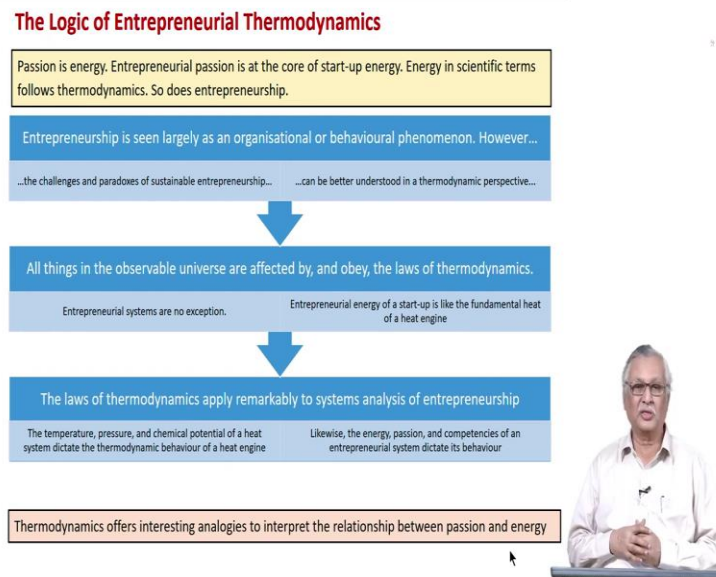 The Logic of Entrepreneurial Thermodynamics
Passion is energy. Entrepreneurial passion is at the core of start-up energy. Energy in scientific terms
follows thermodynamics. So does entrepreneurship.
Entrepreneurship is seen largely as an organisational or behavioural phenomenon. However…
…the challenges and paradoxes of sustainable entrepreneurship…
…can be better understood in a thermodynamic perspective…
All things in the observable universe are affected by, and obey, the laws of thermodynamics.
Entrepreneurial systems are no exception.
Entrepreneurial energy of a start-up is like the fundamental heat
of a heat engine
The laws of thermodynamics apply remarkably to systems analysis of entrepreneurship
The temperature, pressure, and chemical potential of a heat
system dictate the thermodynamic behaviour of a heat engine
Likewise, the energy, passion, and competencies of an
entrepreneurial system dictate its behaviour
Thermodynamics offers interesting analogies to interpret the relationship between passion and energy